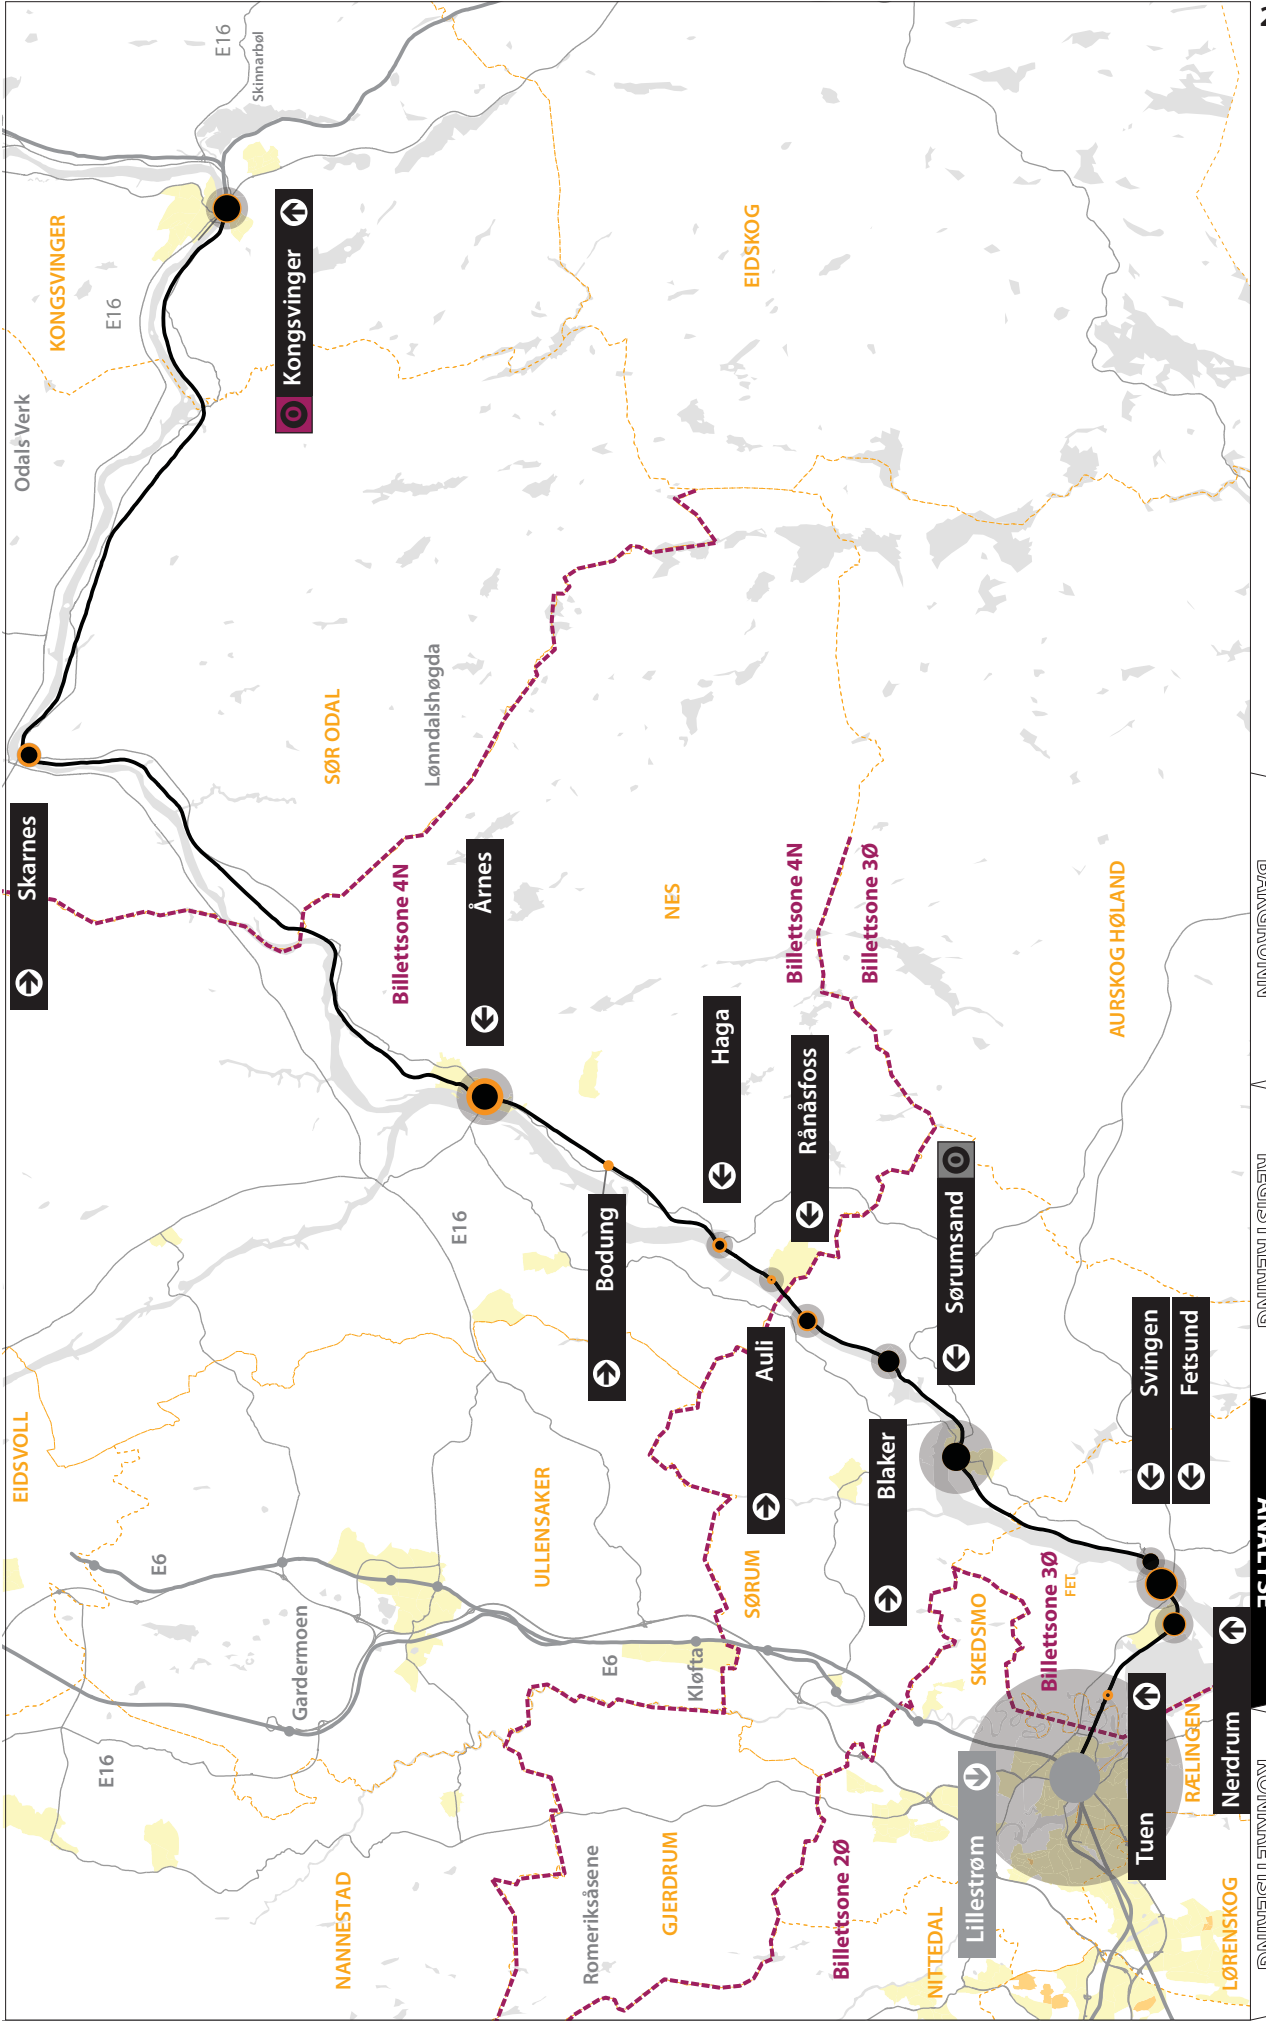 EIDSVOLL
Skarnes
Odals Verk
KONGSVINGER
E16
E16
E6
E16
Skinnarbøl
O Kongsvinger
Gardermoen
SØR ODAL
NANNESTAD
Billettsone 4N
Lønndalshøgda
E16
Årnes
ULLENSAKER
Romeriksåsene
Bodung
E6
GJERDRUM
NES
Kløfta
Haga
EIDSKOG
SØRUM
Auli
Billettsone 4N
Rånåsfoss
Billettsone 2Ø
Billettsone 3Ø
Blaker
NITTEDAL
Sørumsand O
Lillestrøm
SKEDSMO
Billettsone 3Ø
FET
AURSKOG HØLAND
Tuen
Svingen
Fetsund
RÆLINGEN
Nerdrum
LØRENSKOG